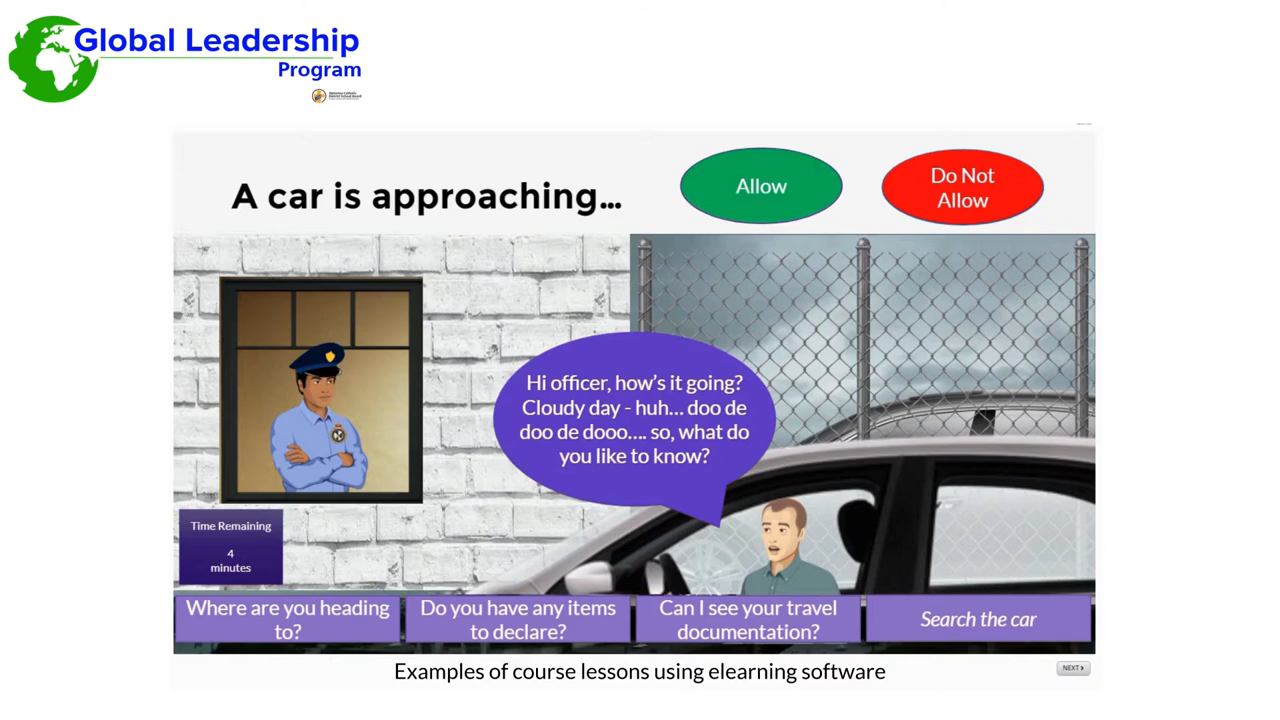 Global Leadership
Program
A car is approaching...
Allow
Do Not
Allow
Hi officer, how's it going?
Cloudy day - huh... doo de
doo de dooo.... so, what do
you like to know?
Time Remaining
4
minutes
Where are you heading
to?
Do you have any items
to declare?
Can I see your travel
documentation?
Search the car
Examples of course lessons using elearning software
NEXT